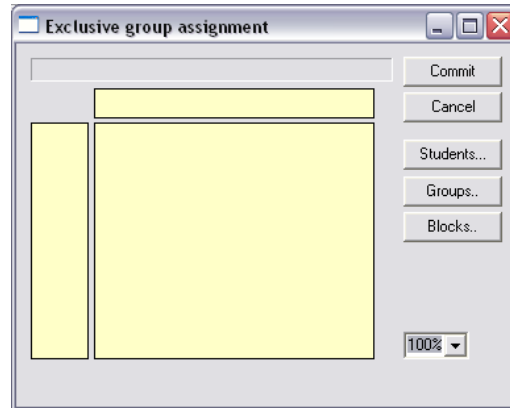 Exclusive group assignment
Commit
Cancel
Students...
Groups..
Blocks..
100%